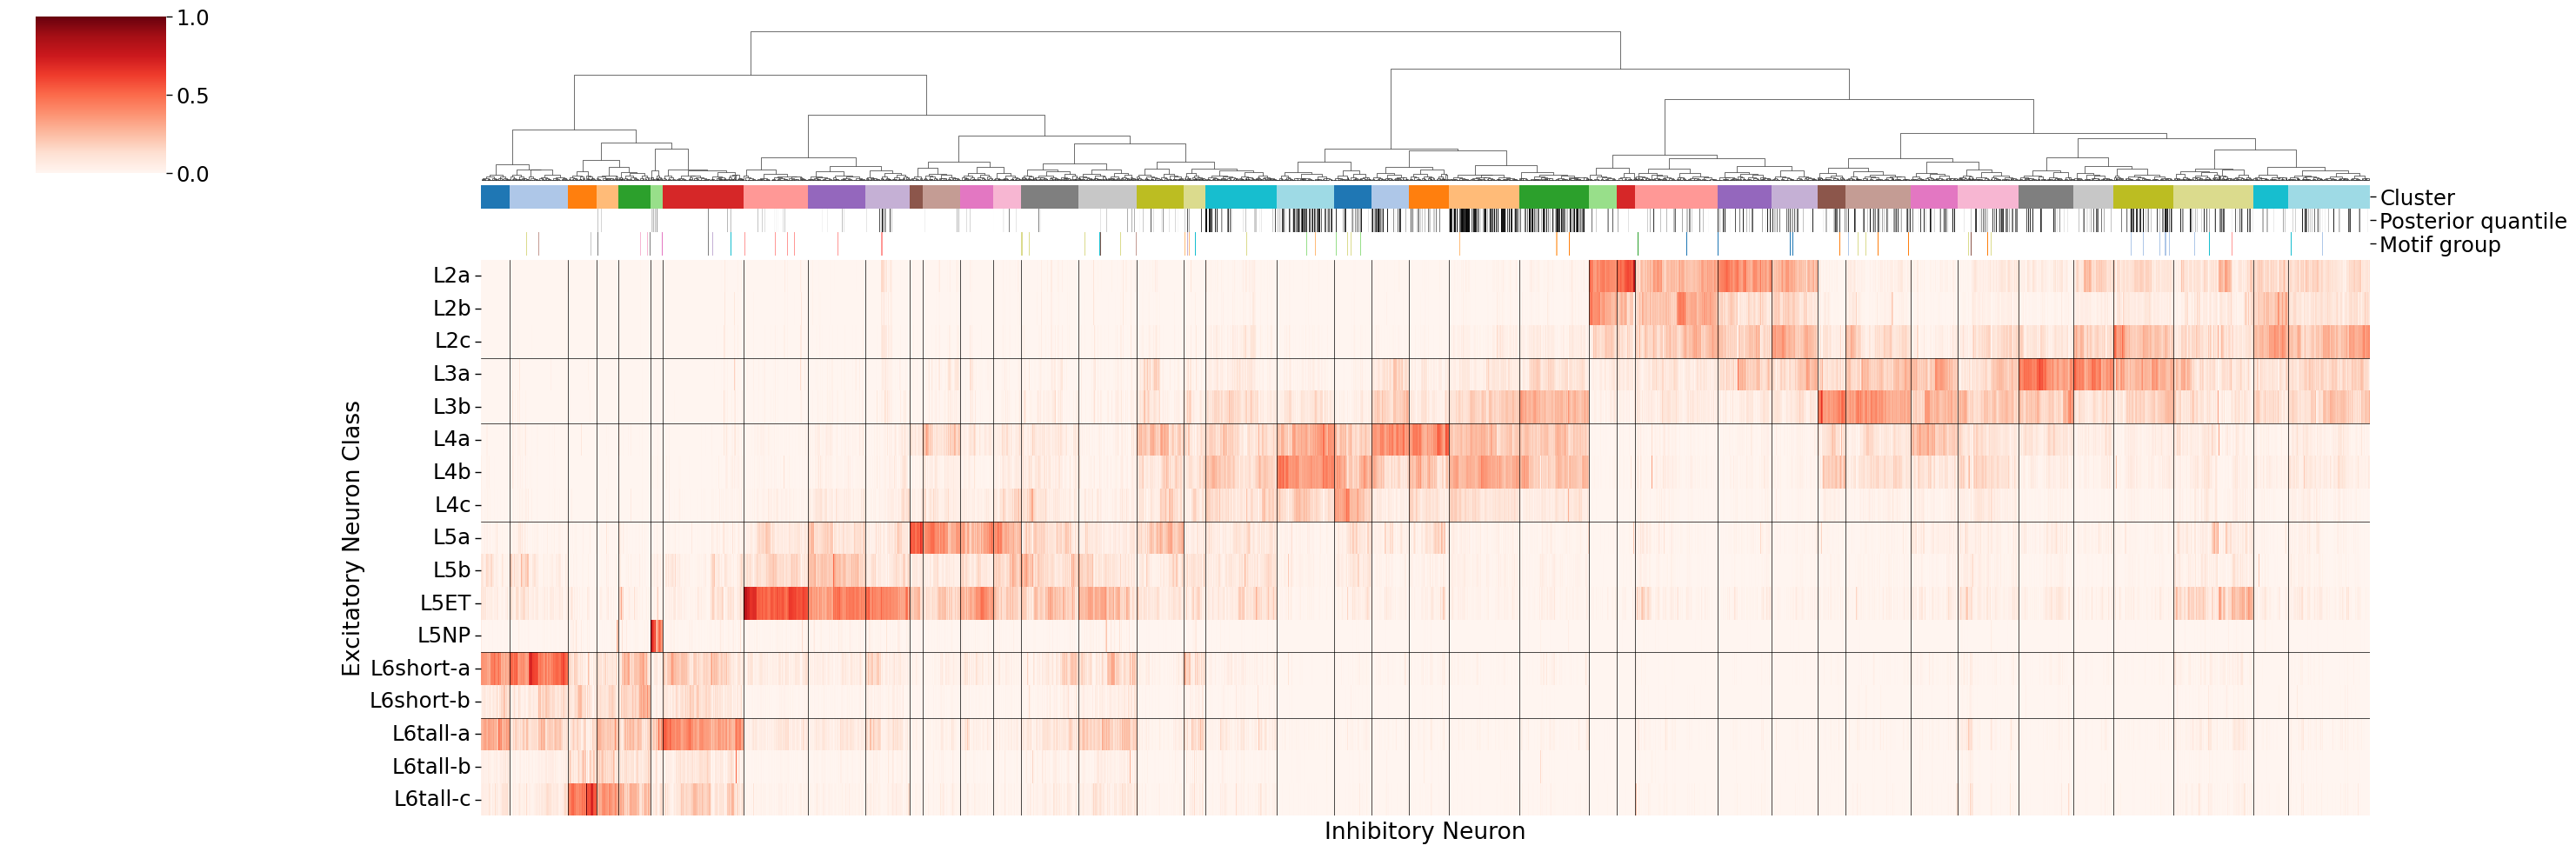 1.0
0.5
0.0
Cluster
Posterior quantile
Motif group
Excitatory Neuron Class
L2a
L2b
L2c
L3a
L3b
L4a
L4b
L4c
L5a
L5b
L5ET
L5NP
L6short-a
L6short-b
L6tall-a
L6tall-b
L6tall-c
Inhibitory Neuron